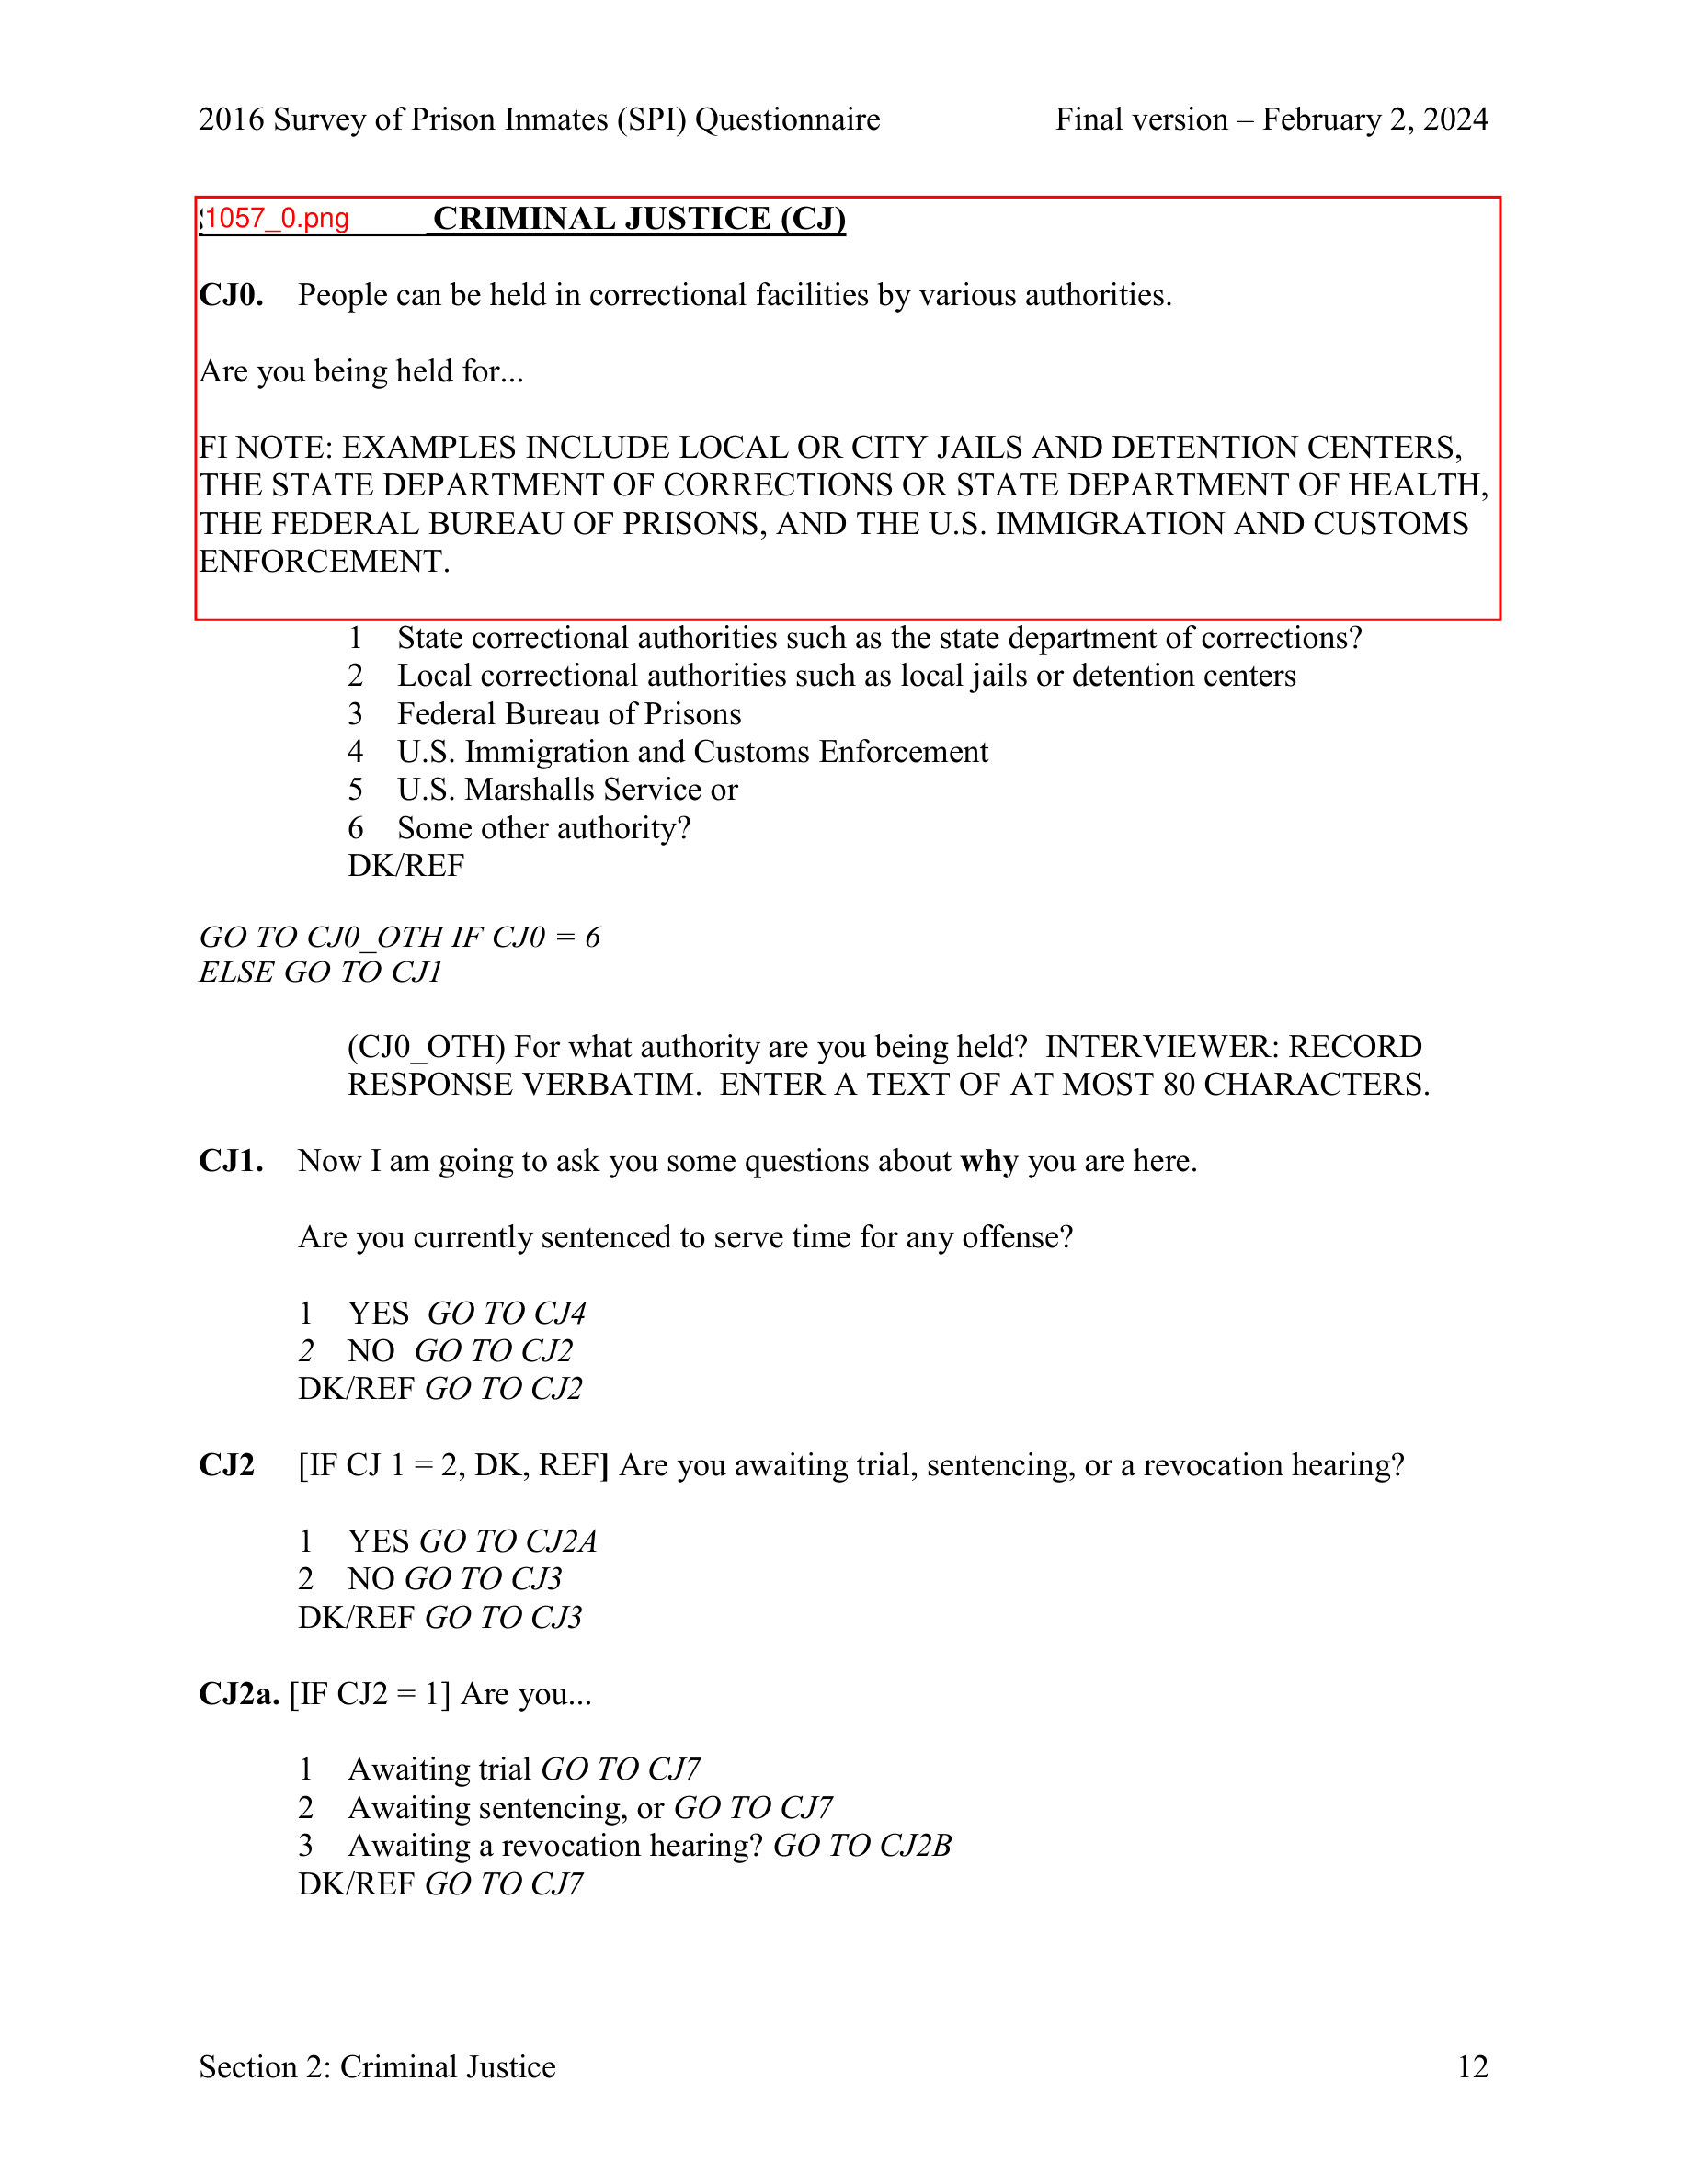 2016 Survey of Prison Inmates (SPI) Questionnaire Final version – February 2, 2024
1057_0.png CRIMINAL JUSTICE (CJ)
CJ0. People can be held in correctional facilities by various authorities.
Are you being held for...
FI NOTE: EXAMPLES INCLUDE LOCAL OR CITY JAILS AND DETENTION CENTERS,
THE STATE DEPARTMENT OF CORRECTIONS OR STATE DEPARTMENT OF HEALTH,
THE FEDERAL BUREAU OF PRISONS, AND THE U.S. IMMIGRATION AND CUSTOMS
ENFORCEMENT.
1 State correctional authorities such as the state department of corrections?
2 Local correctional authorities such as local jails or detention centers
3 Federal Bureau of Prisons
4 U.S. Immigration and Customs Enforcement
5 U.S. Marshalls Service or
6 Some other authority?
DK/REF
GO TO CJ0_OTH IF CJ0 = 6
ELSE GO TO CJ1
(CJ0_OTH) For what authority are you being held? INTERVIEWER: RECORD
RESPONSE VERBATIM. ENTER A TEXT OF AT MOST 80 CHARACTERS.
CJ1. Now I am going to ask you some questions about why you are here.
Are you currently sentenced to serve time for any offense?
1 YES GO TO CJ4
2 NO GO TO CJ2
DK/REF GO TO CJ2
CJ2 [IF CJ 1 = 2, DK, REF] Are you awaiting trial, sentencing, or a revocation hearing?
1 YES GO TO CJ2A
2 NO GO TO CJ3
DK/REF GO TO CJ3
CJ2a. [IF CJ2 = 1] Are you...
1 Awaiting trial GO TO CJ7
2 Awaiting sentencing, or GO TO CJ7
3 Awaiting a revocation hearing? GO TO CJ2B
DK/REF GO TO CJ7
Section 2: Criminal Justice 12